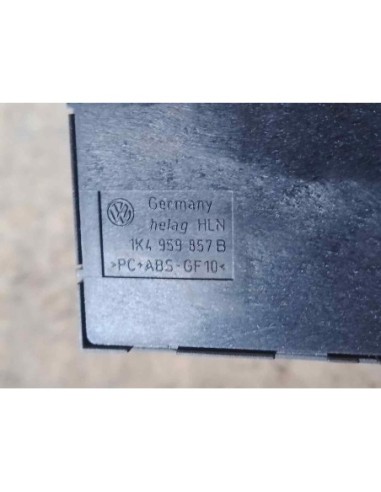 Germany
helag HLN
1K4 959 857 B
>PC+ABS-GF10<